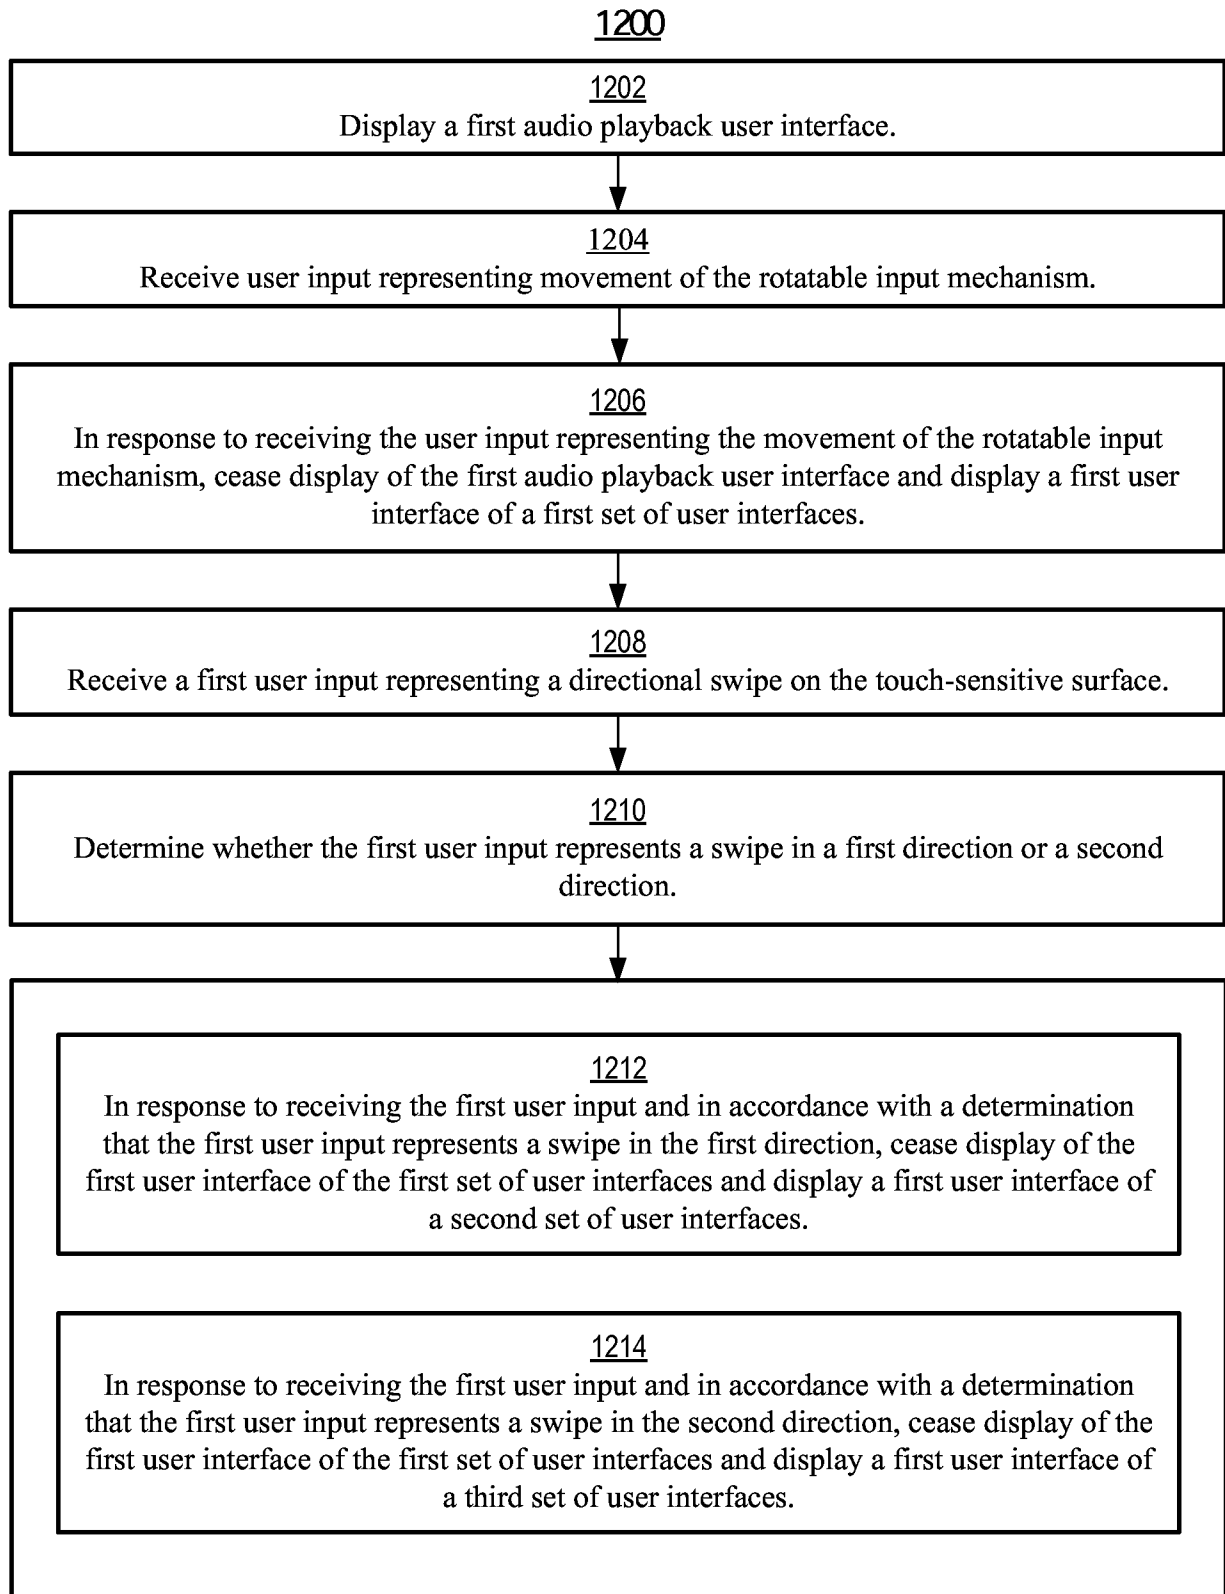 1200
1202
Display a first audio playback user interface.
1204
Receive user input representing movement of the rotatable input mechanism.
1206
In response to receiving the user input representing the movement of the rotatable input
mechanism, cease display of the first audio playback user interface and display a first user
interface of a first set of user interfaces.
1208
Receive a first user input representing a directional swipe on the touch-sensitive surface.
1210
Determine whether the first user input represents a swipe in a first direction or a second
direction.
1212
In response to receiving the first user input and in accordance with a determination
that the first user input represents a swipe in the first direction, cease display of the
first user interface of the first set of user interfaces and display a first user interface of
a second set of user interfaces.
1214
In response to receiving the first user input and in accordance with a determination
that the first user input represents a swipe in the second direction, cease display of the
first user interface of the first set of user interfaces and display a first user interface of
a third set of user interfaces.